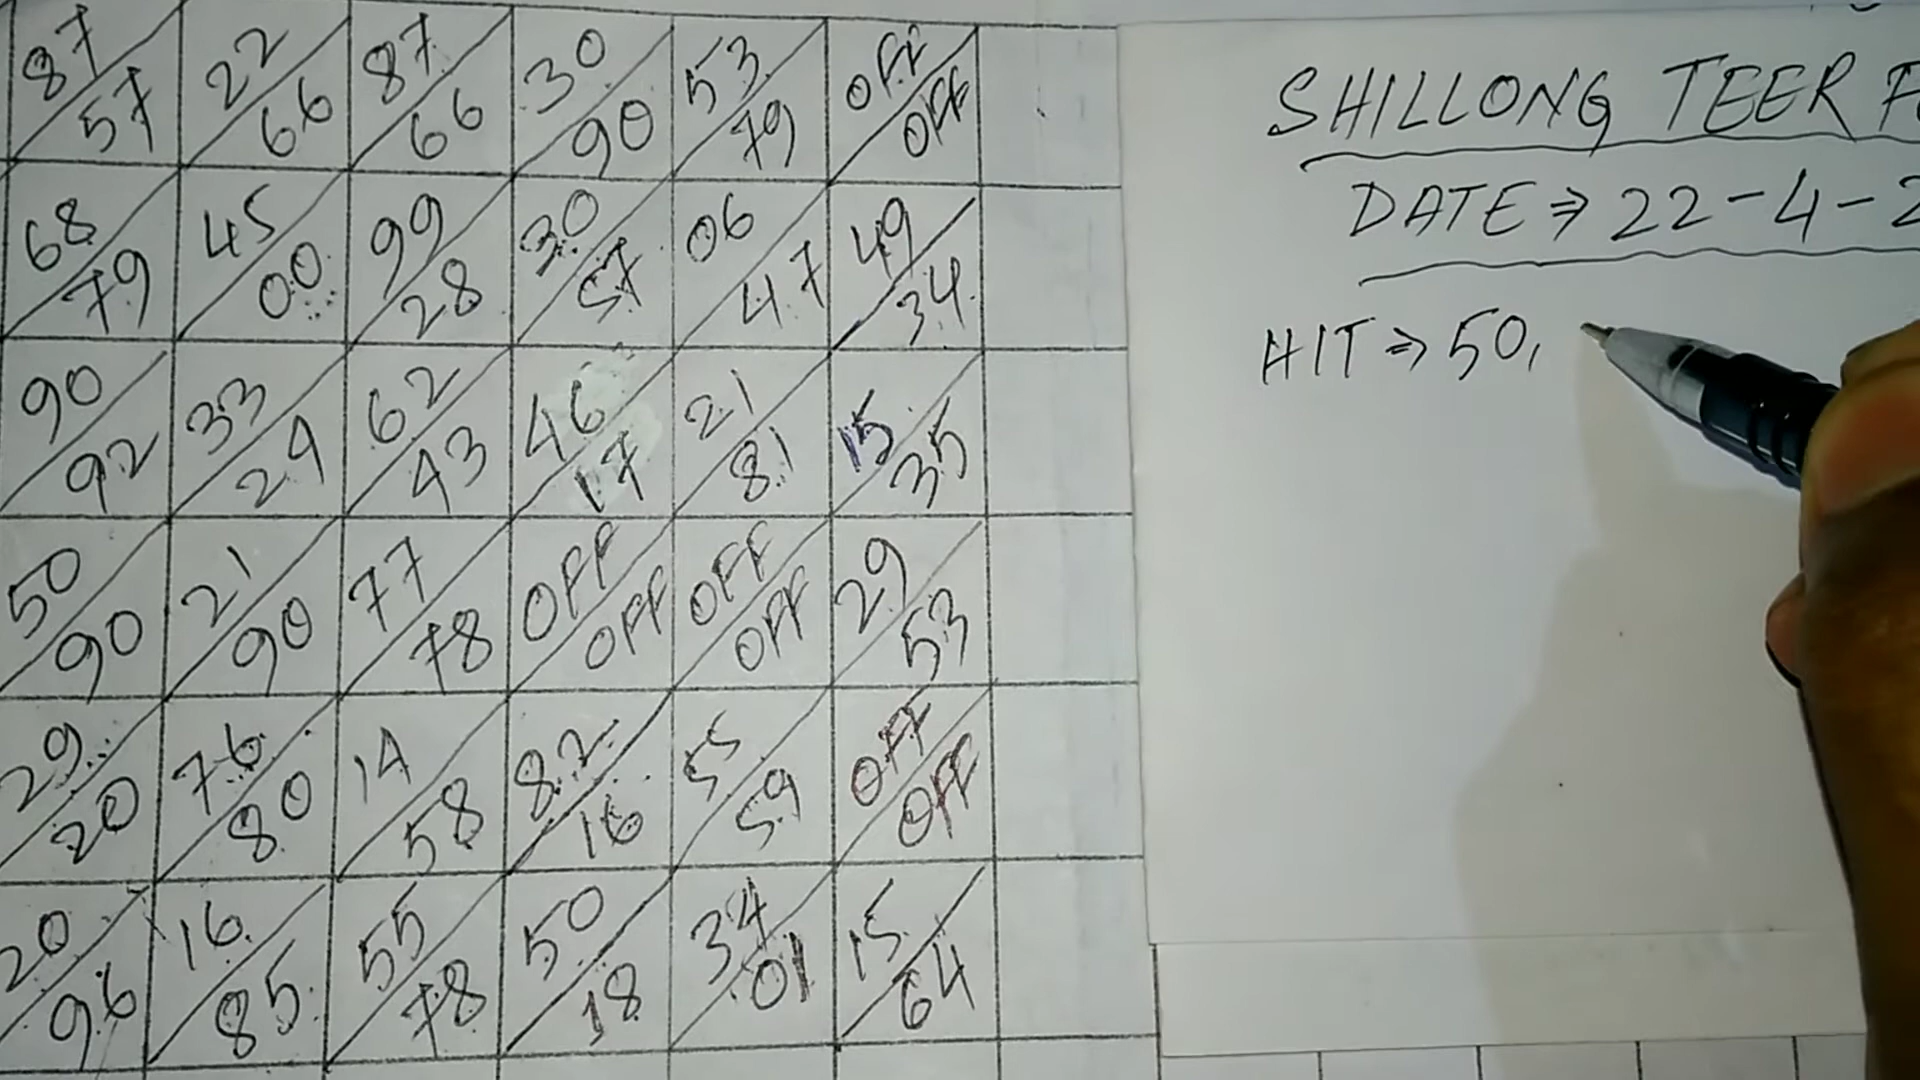 87/57 22/66 87/66 30/90 53/79 OFF/OFF
68/79 45/00 99/28 30/57 06/47 49/34
90/92 33/29 62/43 46/17 21/81 15/35
50/90 21/90 77/78 OFF/OFF OFF/OFF 29/53
29/20 76/80 14/58 82/16 55/59 OFF/OFF
20/96 16/85 55/78 50/18 34/01 15/64
SHILLONG TEER
DATE ⇒ 22-4-2
HIT ⇒ 50,